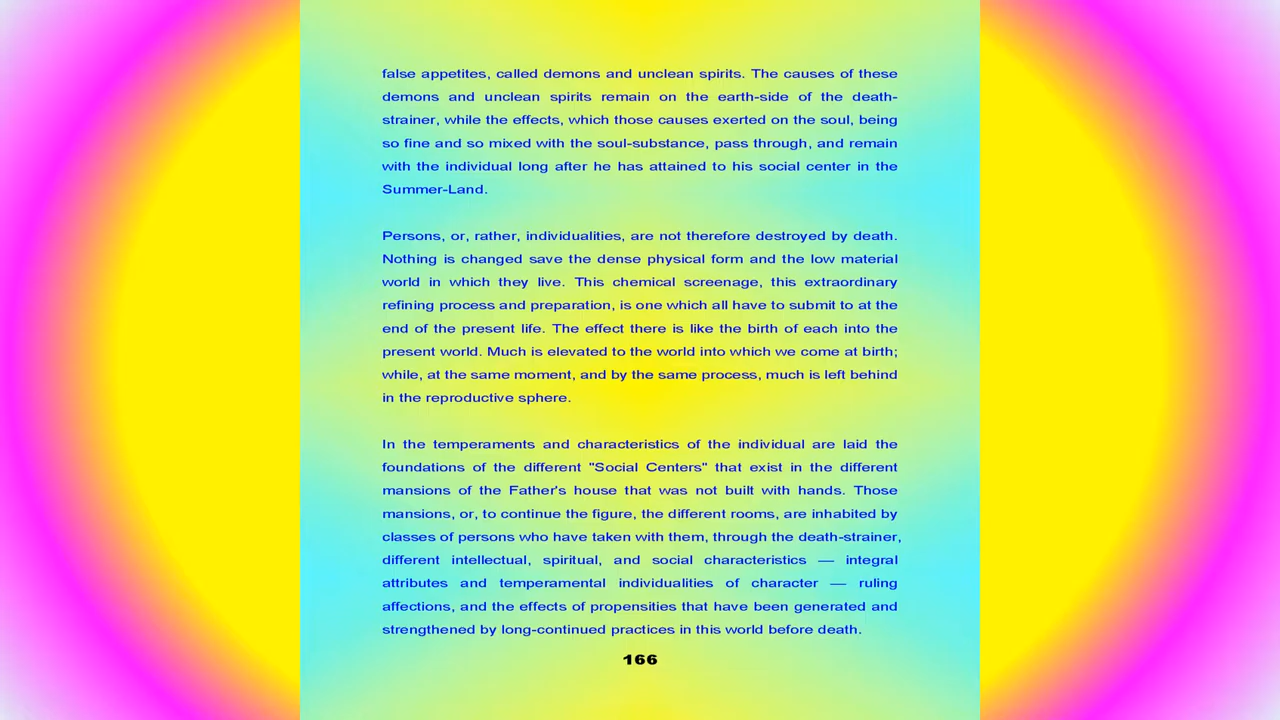 false appetites, called demons and unclean spirits. The causes of these
demons and unclean spirits remain on the earth-side of the death-
strainer, while the effects, which those causes exerted on the soul, being
so fine and so mixed with the soul-substance, pass through, and remain
with the individual long after he has attained to his social center in the
Summer-Land.
Persons, or, rather, individualities, are not therefore destroyed by death.
Nothing is changed save the dense physical form and the low material
world in which they live. This chemical screenage, this extraordinary
refining process and preparation, is one which all have to submit to at the
end of the present life. The effect there is like the birth of each into the
present world. Much is elevated to the world into which we come at birth;
while, at the same moment, and by the same process, much is left behind
in the reproductive sphere.
In the temperaments and characteristics of the individual are laid the
foundations of the different "Social Centers" that exist in the different
mansions of the Father's house that was not built with hands. Those
mansions, or, to continue the figure, the different rooms, are inhabited by
classes of persons who have taken with them, through the death-strainer,
different intellectual, spiritual, and social characteristics — integral
attributes and temperamental individualities of character — ruling
affections, and the effects of propensities that have been generated and
strengthened by long-continued practices in this world before death.
166